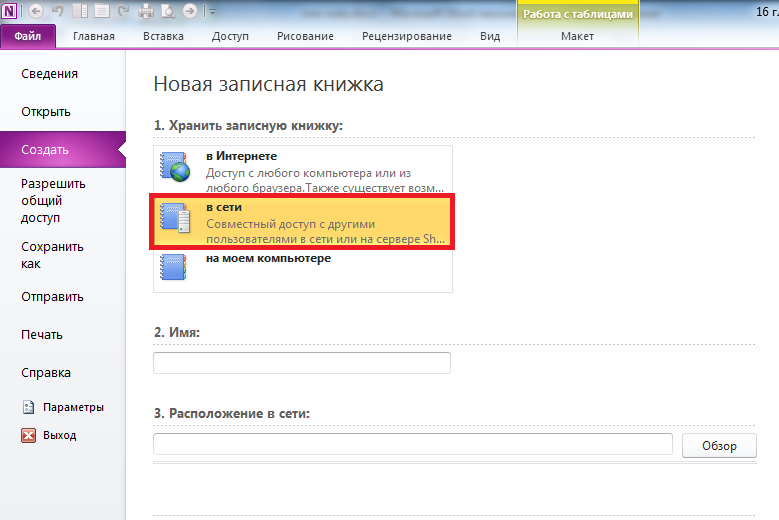 Работа с таблицами
16 г
Файл Главная Вставка Доступ Рисование Рецензирование Вид Макет
Сведения
Открыть
Создать
Разрешить
общий
доступ
Сохранить
как
Отправить
Печать
Справка
Параметры
Выход
Новая записная книжка
1. Хранить записную книжку:
в Интернете
Доступ с любого компьютера или из
любого браузера.Также существует возм...
в сети
Совместный доступ с другими
пользователями в сети или на сервере Sh...
на моем компьютере
2. Имя:
3. Расположение в сети:
Обзор